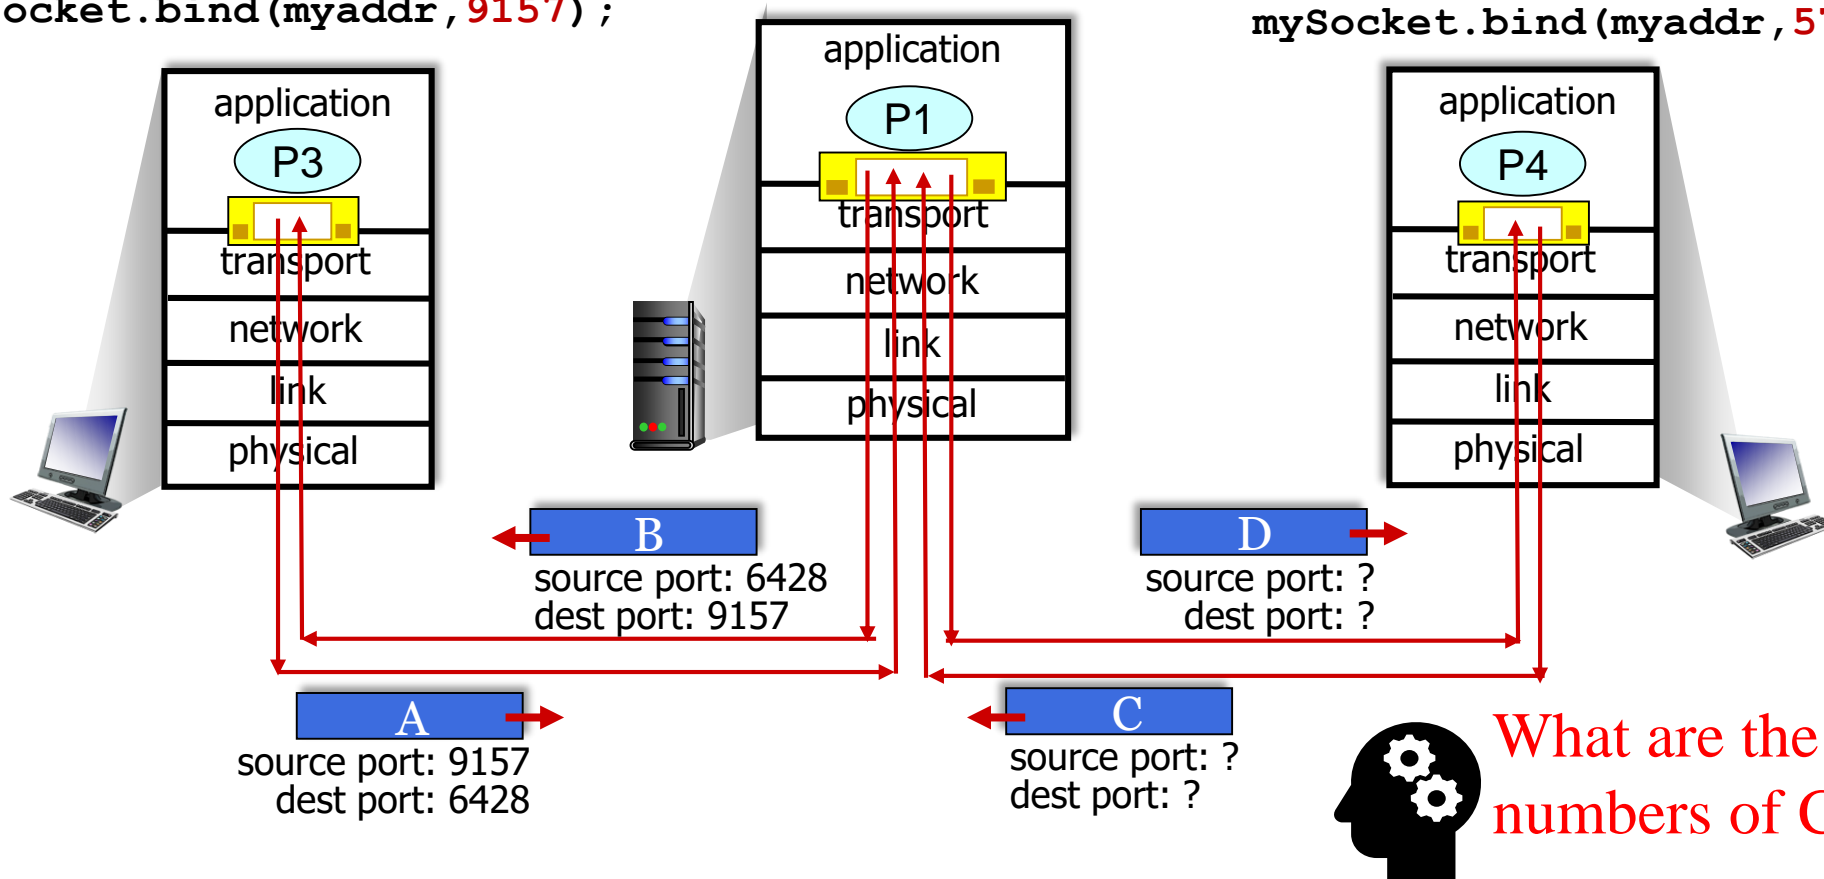 ocket.bind(myaddr,9157);
mySocket.bind(myaddr,57
application
P3
transport
network
link
physical
application
P1
transport
network
link
physical
application
P4
transport
network
link
physical
B
source port: 6428
dest port: 9157
D
source port: ?
dest port: ?
A
source port: 9157
dest port: 6428
C
source port: ?
dest port: ?
What are the
numbers of C